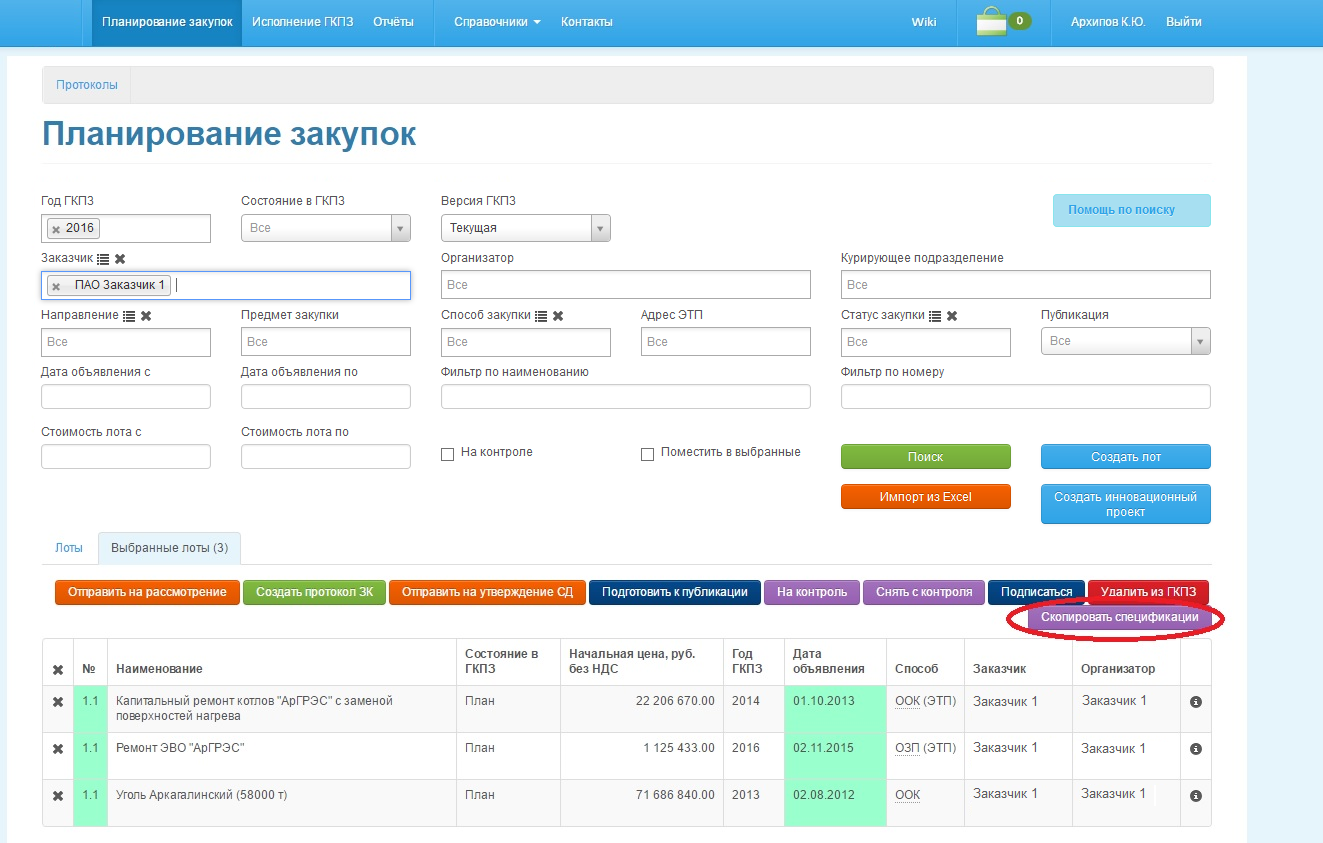 Планирование закупок Исполнение ГКПЗ Отчёты Справочники Контакты Wiki 0 Архипов К.Ю. Выйти
Протоколы
Планирование закупок
Год ГКПЗ Состояние в ГКПЗ Версия ГКПЗ
2016 Все Текущая Помощь по поиску
Заказчик Организатор Курирующее подразделение
ПАО Заказчик 1 Все Все
Направление Предмет закупки Способ закупки Адрес ЭТП Статус закупки Публикация
Все Все Все Все Все Все
Дата объявления с Дата объявления по Фильтр по наименованию Фильтр по номеру
Стоимость лота с Стоимость лота по
На контроле Поместить в выбранные Поиск Создать лот
Импорт из Excel Создать инновационный
проект
Лоты Выбранные лоты (3)
Отправить на рассмотрение Создать протокол ЗК Отправить на утверждение СД Подготовить к публикации На контроль Снять с контроля Подписаться Удалить из ГКПЗ
Скопировать спецификации
№ Наименование Состояние в ГКПЗ Начальная цена, руб. без НДС Год ГКПЗ Дата объявления Способ Заказчик Организатор
1.1 Капитальный ремонт котлов "АрГРЭС" с заменой поверхностей нагрева План 22 206 670.00 2014 01.10.2013 ООК (ЭТП) Заказчик 1 Заказчик 1
1.1 Ремонт ЭВО "АрГРЭС" План 1 125 433.00 2016 02.11.2015 ОЗП (ЭТП) Заказчик 1 Заказчик 1
1.1 Уголь Аркагалинский (58000 т) План 71 686 840.00 2013 02.08.2012 ООК Заказчик 1 Заказчик 1